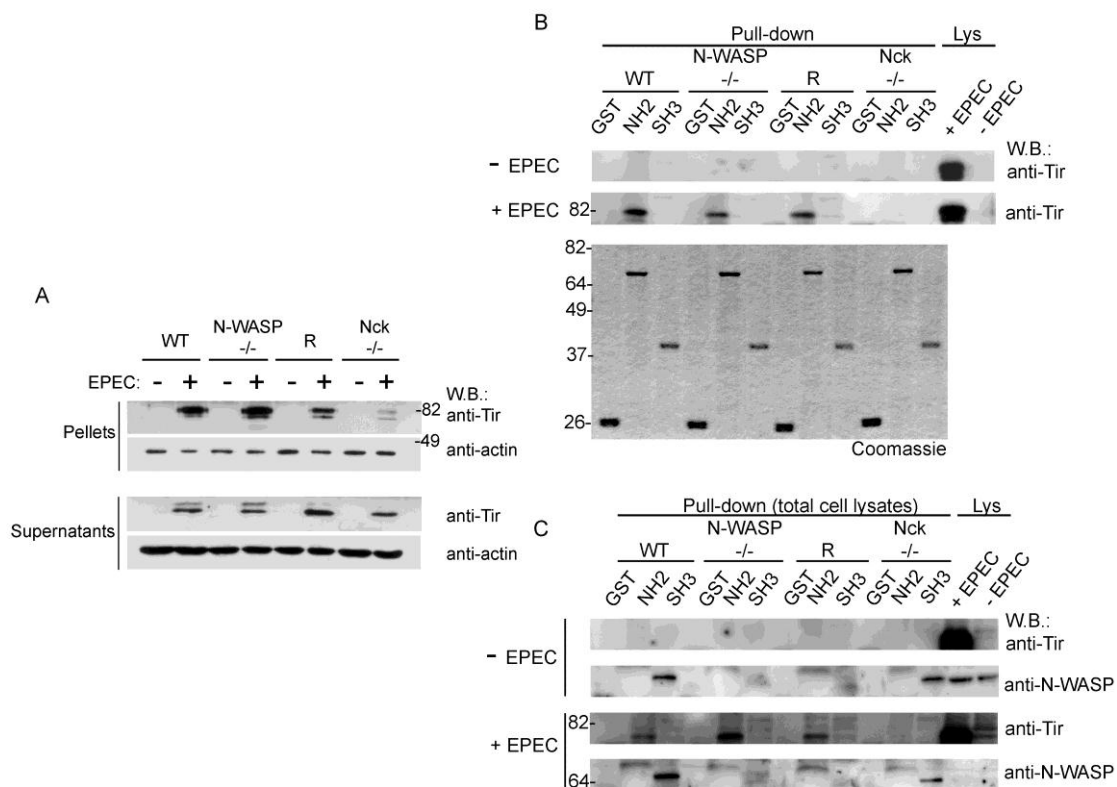 A
WT N-WASP -/- R Nck -/-
EPEC: - + - + - + - +
W.B.:
Pellets
-82
anti-Tir
-49
anti-actin
Supernatants
anti-Tir
anti-actin
B
Pull-down Lys
WT N-WASP -/- R Nck -/-
GST NH2 SH3 GST NH2 SH3 GST NH2 SH3 GST NH2 SH3 + EPEC - EPEC
W.B.:
- EPEC anti-Tir
+ EPEC 82- anti-Tir
82-
64-
49-
37-
26-
Coomassie
C
Pull-down (total cell lysates) Lys
WT N-WASP -/- R Nck -/-
GST NH2 SH3 GST NH2 SH3 GST NH2 SH3 GST NH2 SH3 + EPEC - EPEC
W.B.:
anti-Tir
- EPEC
anti-N-WASP
82-
anti-Tir
+ EPEC
anti-N-WASP
64-